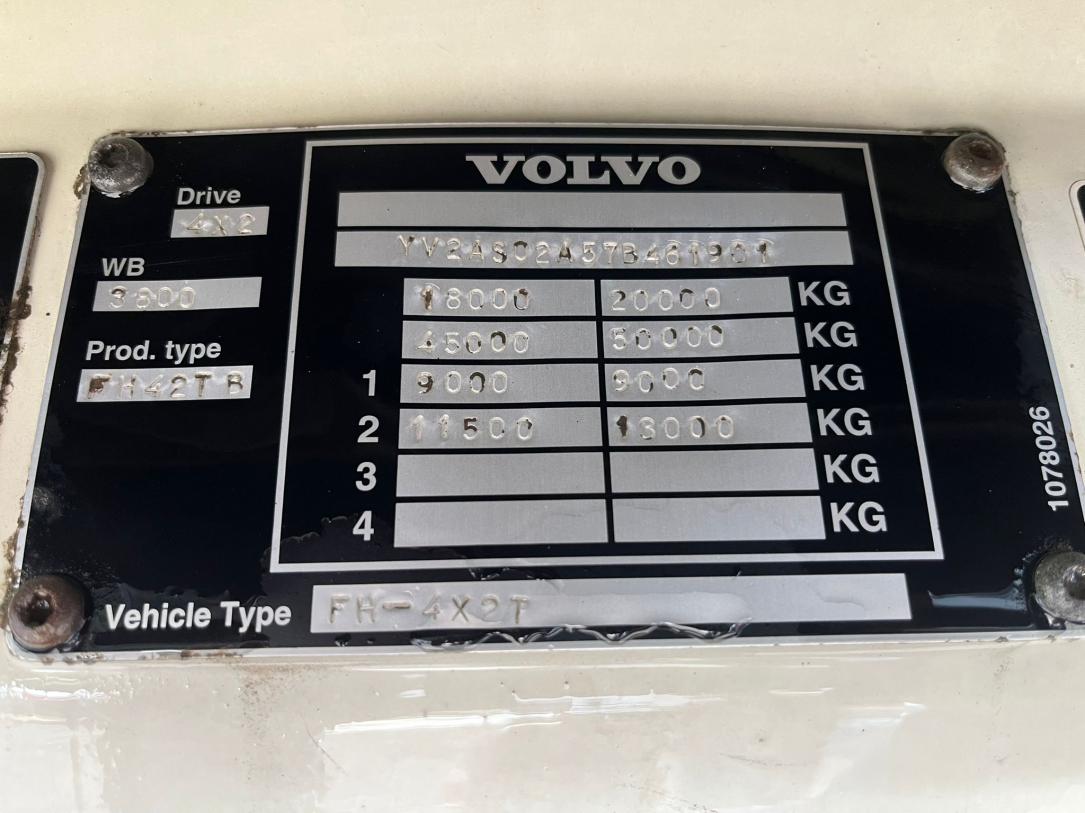 VOLVO
Drive
4X2
YV2AS02A57B461901
WB
3800
18000 20000 KG
45000 50000 KG
Prod. type
FH42TB
1 9000 9000 KG
2 11500 13000 KG
3 KG
4 KG
1078026
Vehicle Type FH-4X2T